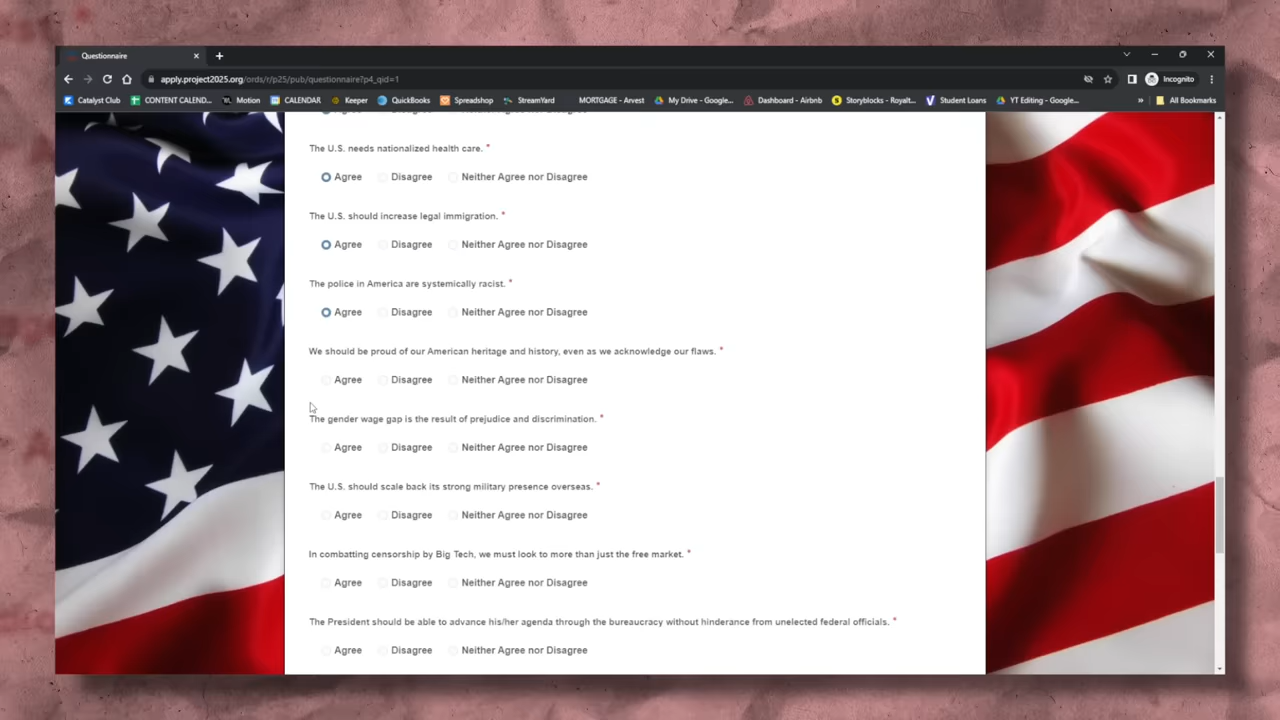 Questionnaire
apply.project2025.org/ords/r/p25/pub/questionnaire?p4_qid=1
Incognito
Catalyst Club CONTENT CALEND... Motion CALENDAR Keeper QuickBooks Spreadshop StreamYard MORTGAGE - Arvest My Drive - Google... Dashboard - Airbnb Storyblocks - Royalt... Student Loans YT Editing - Google... » All Bookmarks
The U.S. needs nationalized health care. *
Agree Disagree Neither Agree nor Disagree
The U.S. should increase legal immigration. *
Agree Disagree Neither Agree nor Disagree
The police in America are systemically racist. *
Agree Disagree Neither Agree nor Disagree
We should be proud of our American heritage and history, even as we acknowledge our flaws. *
Agree Disagree Neither Agree nor Disagree
The gender wage gap is the result of prejudice and discrimination. *
Agree Disagree Neither Agree nor Disagree
The U.S. should scale back its strong military presence overseas. *
Agree Disagree Neither Agree nor Disagree
In combatting censorship by Big Tech, we must look to more than just the free market. *
Agree Disagree Neither Agree nor Disagree
The President should be able to advance his/her agenda through the bureaucracy without hinderance from unelected federal officials. *
Agree Disagree Neither Agree nor Disagree